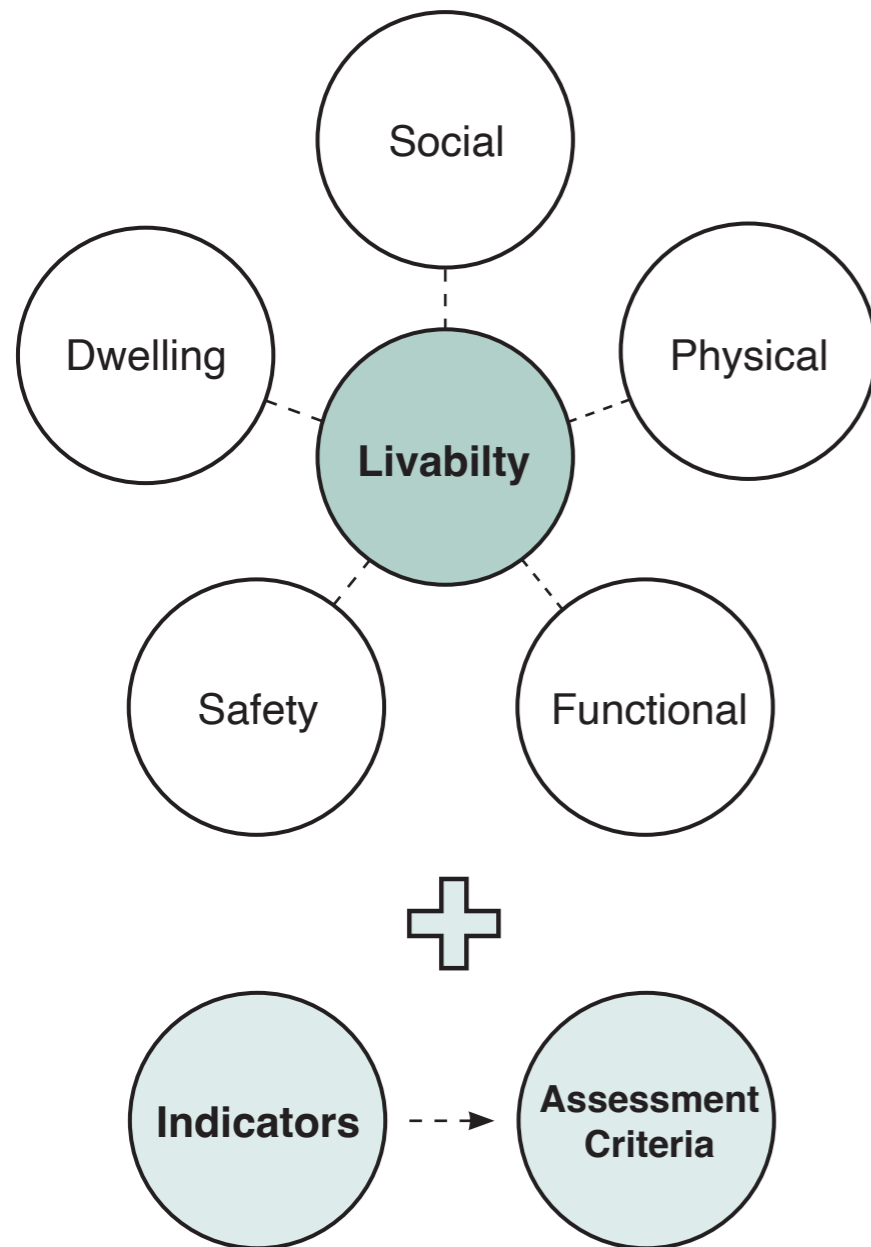 Social
Dwelling
Physical
Livabilty
Safety
Functional
Indicators
Assessment
Criteria